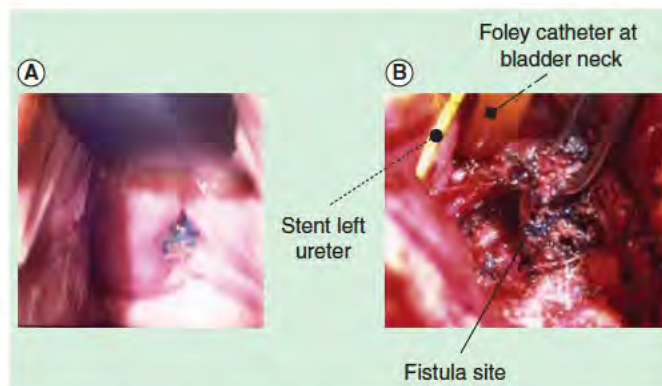 Foley catheter at
bladder neck
A
B
Stent left
ureter
Fistula site